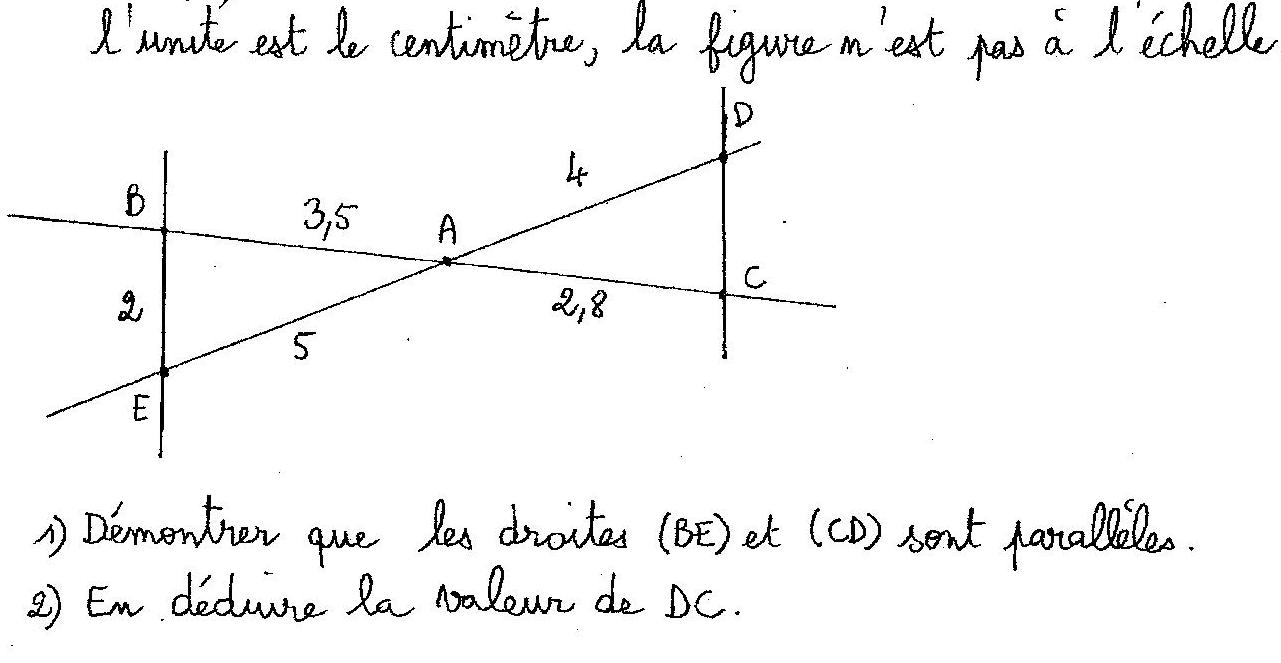 l'unité est le centimètre, la figure n'est pas à l'échelle
D
4
B
3,5
A
C
2
2,8
5
E
1) Démontrer que les droites (BE) et (CD) sont parallèles.
2) En déduire la valeur de DC.